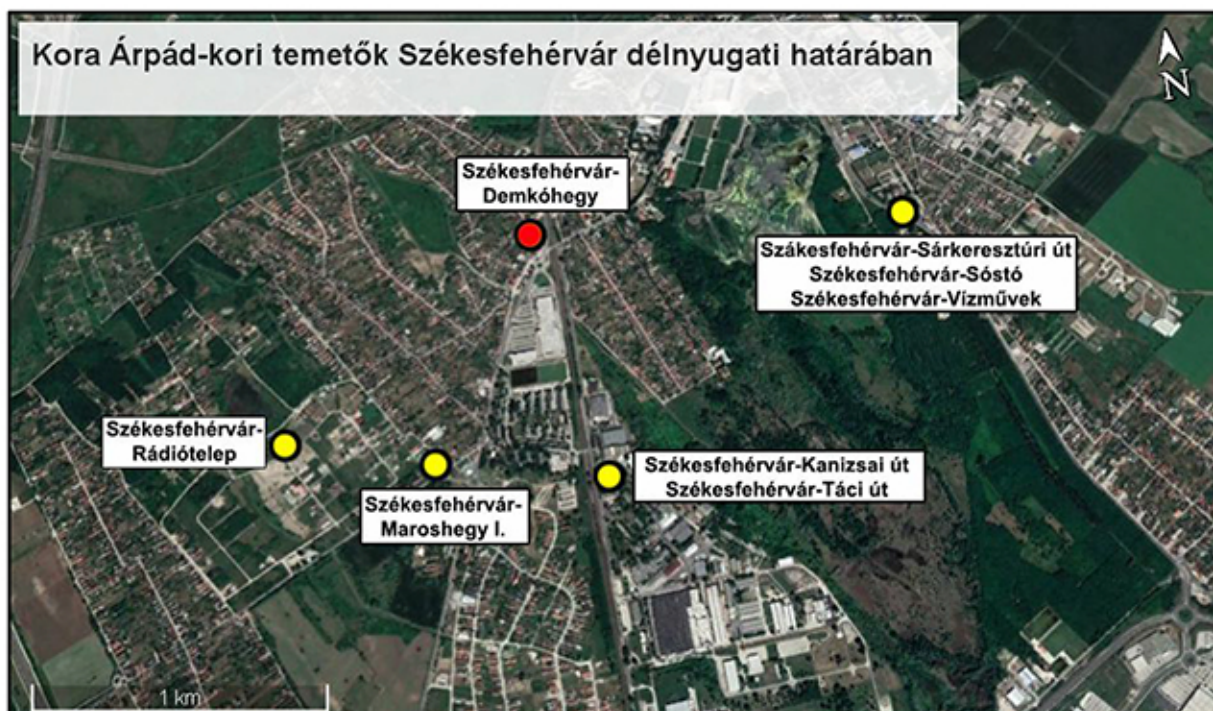 Kora Árpád-kori temetők Székesfehérvár délnyugati határában
N
Székesfehérvár-
Demkóhegy
Szákesfehérvár-Sárkeresztúri út
Székesfehérvár-Sóstó
Székesfehérvár-Vízművek
Székesfehérvár-
Rádiótelep
Székesfehérvár-
Maroshegy I.
Székesfehérvár-Kanizsai út
Székesfehérvár-Táci út
1 km